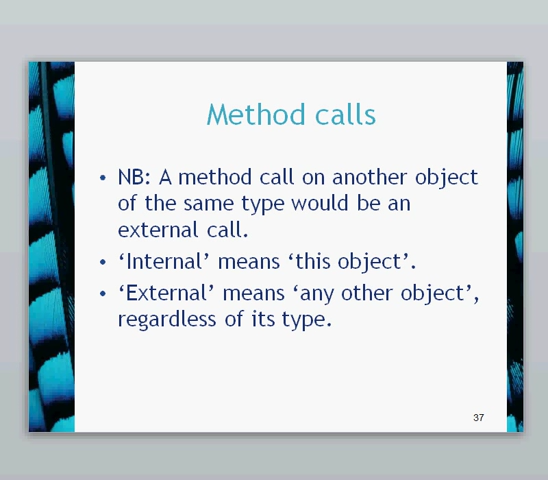 Method calls
• NB: A method call on another object
of the same type would be an
external call.
• ‘Internal’ means ‘this object’.
• ‘External’ means ‘any other object’,
regardless of its type.
37